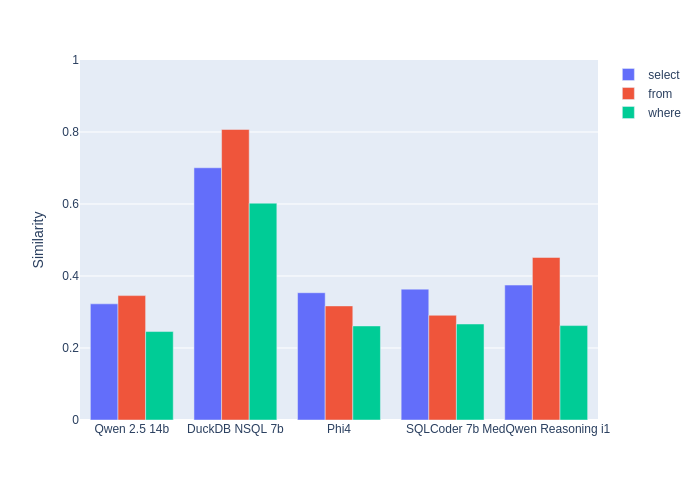 1
0.8
0.6
0.4
0.2
0
Similarity
Qwen 2.5 14b
DuckDB NSQL 7b
Phi4
SQLCoder 7b
MedQwen Reasoning i1
select
from
where